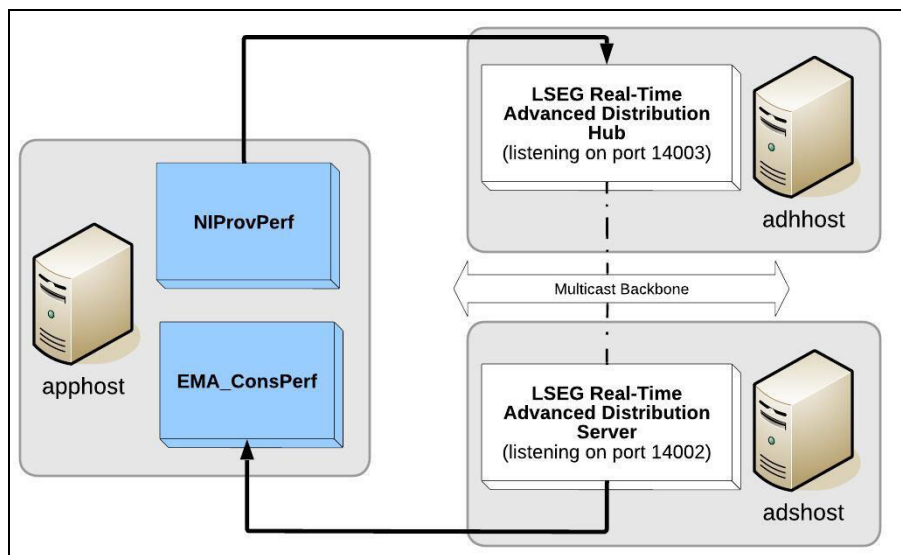 LSEG Real-Time
Advanced Distribution
Hub
(listening on port 14003)
adhhost
NIProvPerf
Multicast Backbone
EMA_ConsPerf
apphost
LSEG Real-Time
Advanced Distribution
Server
(listening on port 14002)
adshost